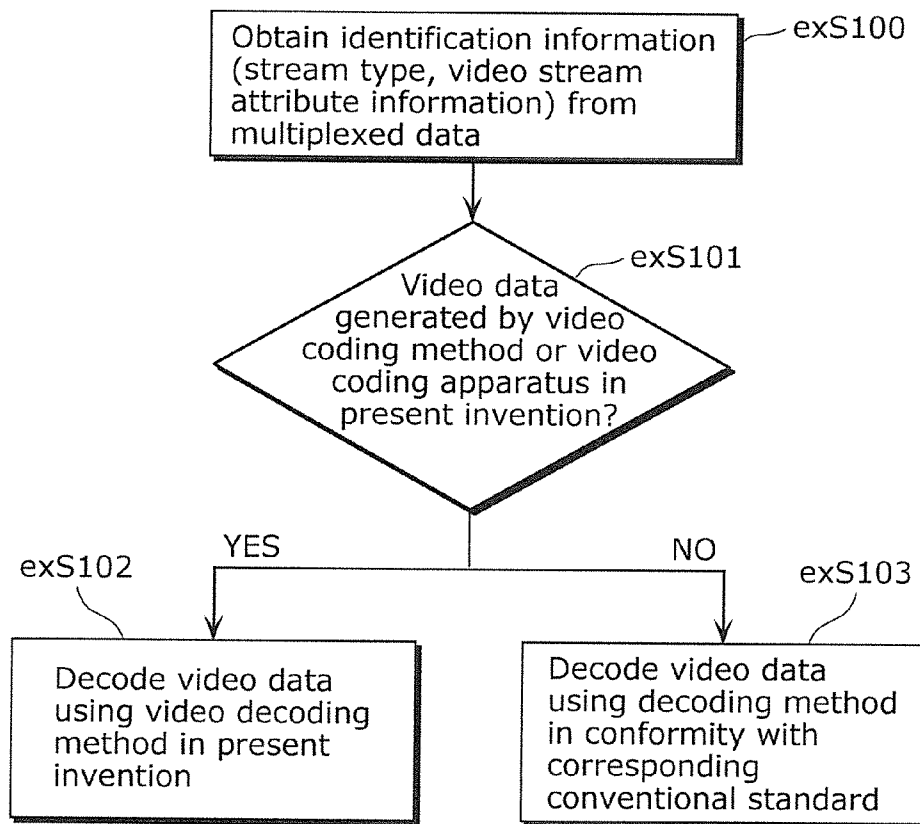 exS100
Obtain identification information
(stream type, video stream
attribute information) from
multiplexed data
exS101
Video data
generated by video
coding method or video
coding apparatus in
present invention?
YES
NO
exS102
exS103
Decode video data
using video decoding
method in present
invention
Decode video data
using decoding method
in conformity with
corresponding
conventional standard